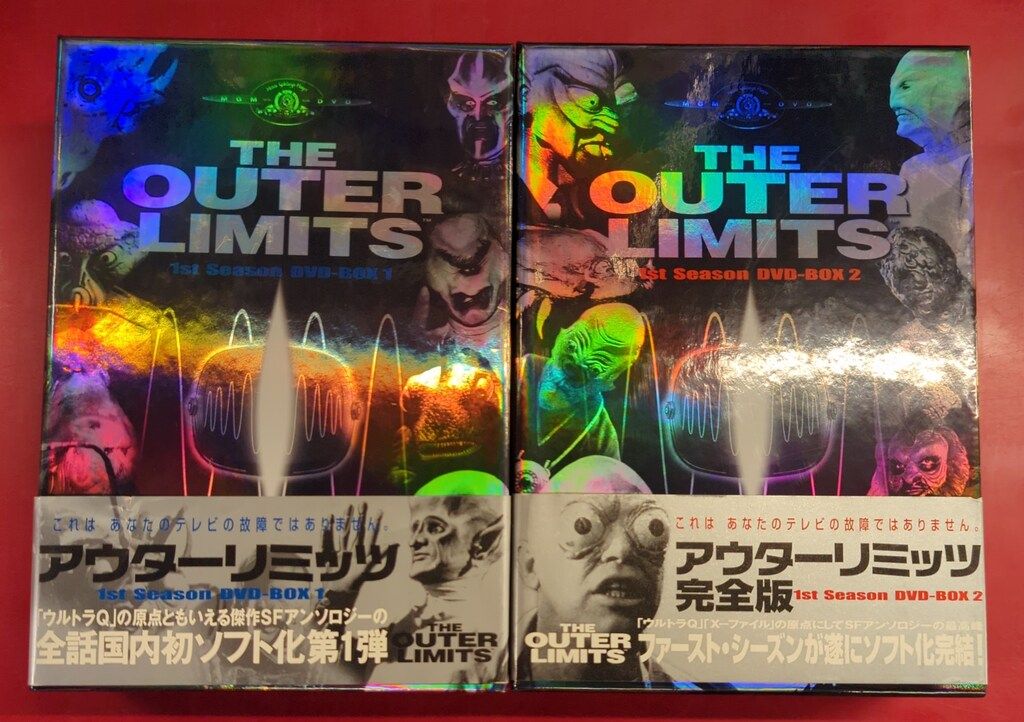 MGM DVD
THE
OUTER
LIMITS™
1st Season DVD-BOX 1
これは あなたのテレビの故障ではありません。
アウターリミッツ
1st Season DVD-BOX 1
「ウルトラQ」の原点ともいえる傑作SFアンソロジーの
全話国内初ソフト化第1弾
THE
OUTER
LIMITS
MGM DVD
THE
OUTER
LIMITS
1st Season DVD-BOX 2
これは あなたのテレビの故障ではありません。
アウターリミッツ
完全版 1st Season DVD-BOX 2
「ウルトラQ」「X-ファイル」の原点にしてSFアンソロジーの最高峰
ファースト・シーズンが遂にソフト化完結!
THE
OUTER
LIMITS